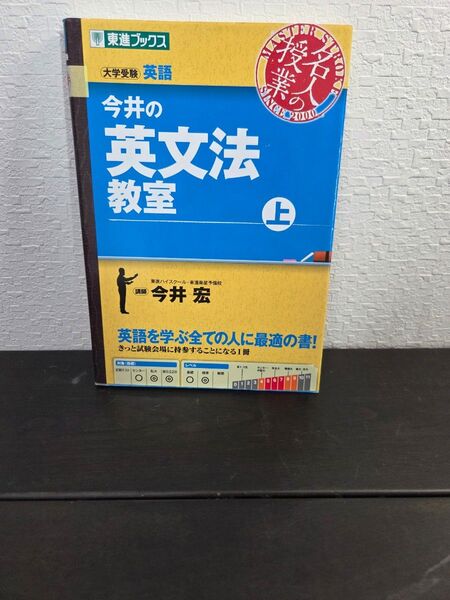 東進ブックス
大学受験 英語
MASTER STROKE
名人の授業
SINCE 2000
今井の
英文法
教室
上
東進ハイスクール・東進衛星予備校
講師 今井 宏
英語を学ぶ全ての人に最適の書!
きっと試験会場に持参することになる1冊
レベル